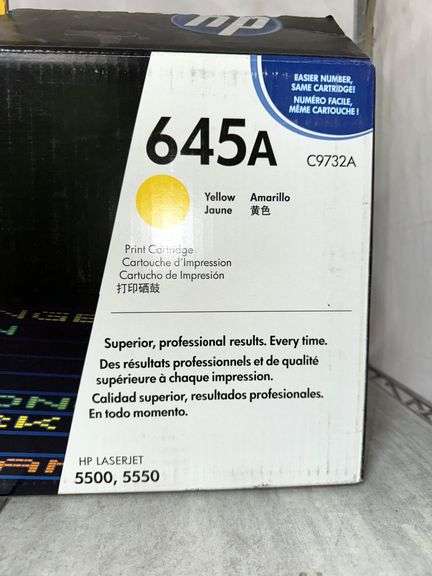 hp
EASIER NUMBER,
SAME CARTRIDGE!
NUMÉRO FACILE,
MÊME CARTOUCHE !
645A
C9732A
Yellow Amarillo
Jaune 黄色
Print Cartridge
Cartouche d'Impression
Cartucho de Impresión
打印硒鼓
Superior, professional results. Every time.
Des résultats professionnels et de qualité
supérieure à chaque impression.
Calidad superior, resultados profesionales.
En todo momento.
HP LASERJET
5500, 5550